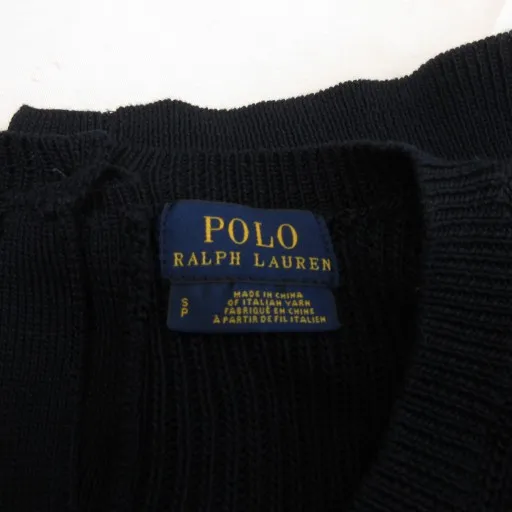 POLO
RALPH LAUREN
S
P
MADE IN CHINA
OF ITALIAN YARN
FABRIQUÉ EN CHINE
À PARTIR DE FIL ITALIEN